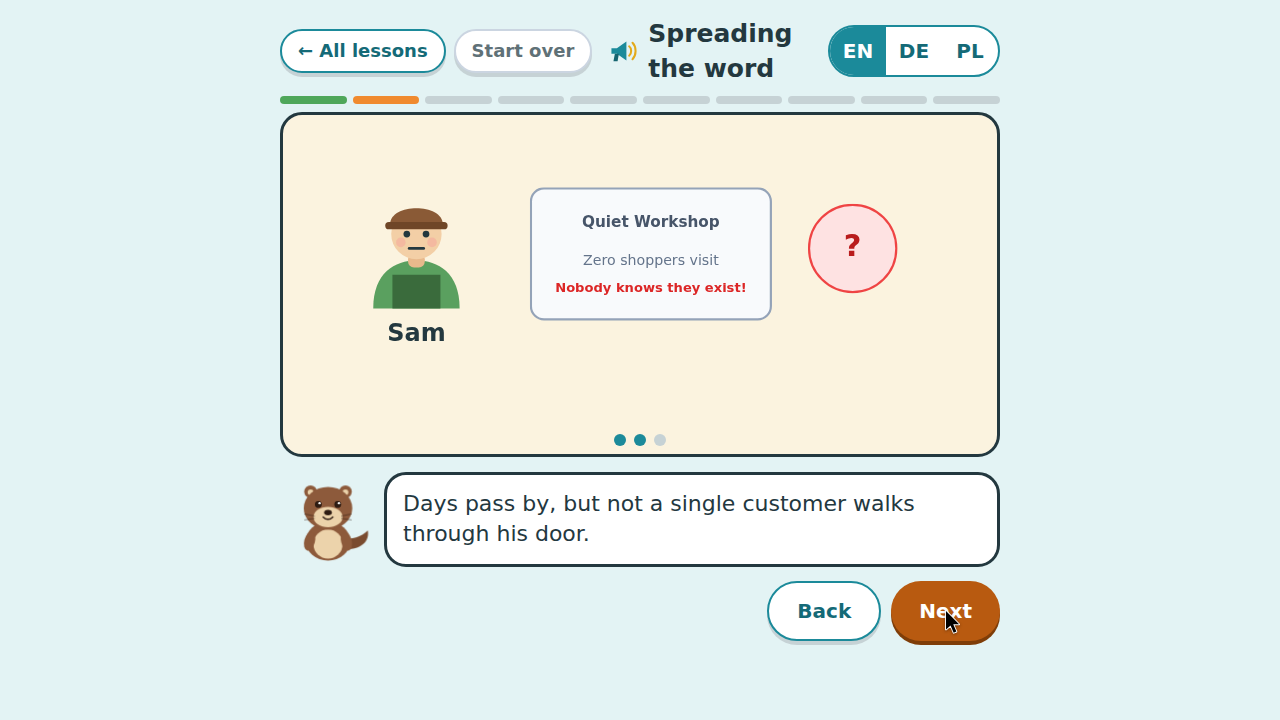 ← All lessons
Start over
Spreading
the word
EN
DE
PL
Quiet Workshop
Zero shoppers visit
Nobody knows they exist!
?
Sam
Days pass by, but not a single customer walks
through his door.
Back
Next